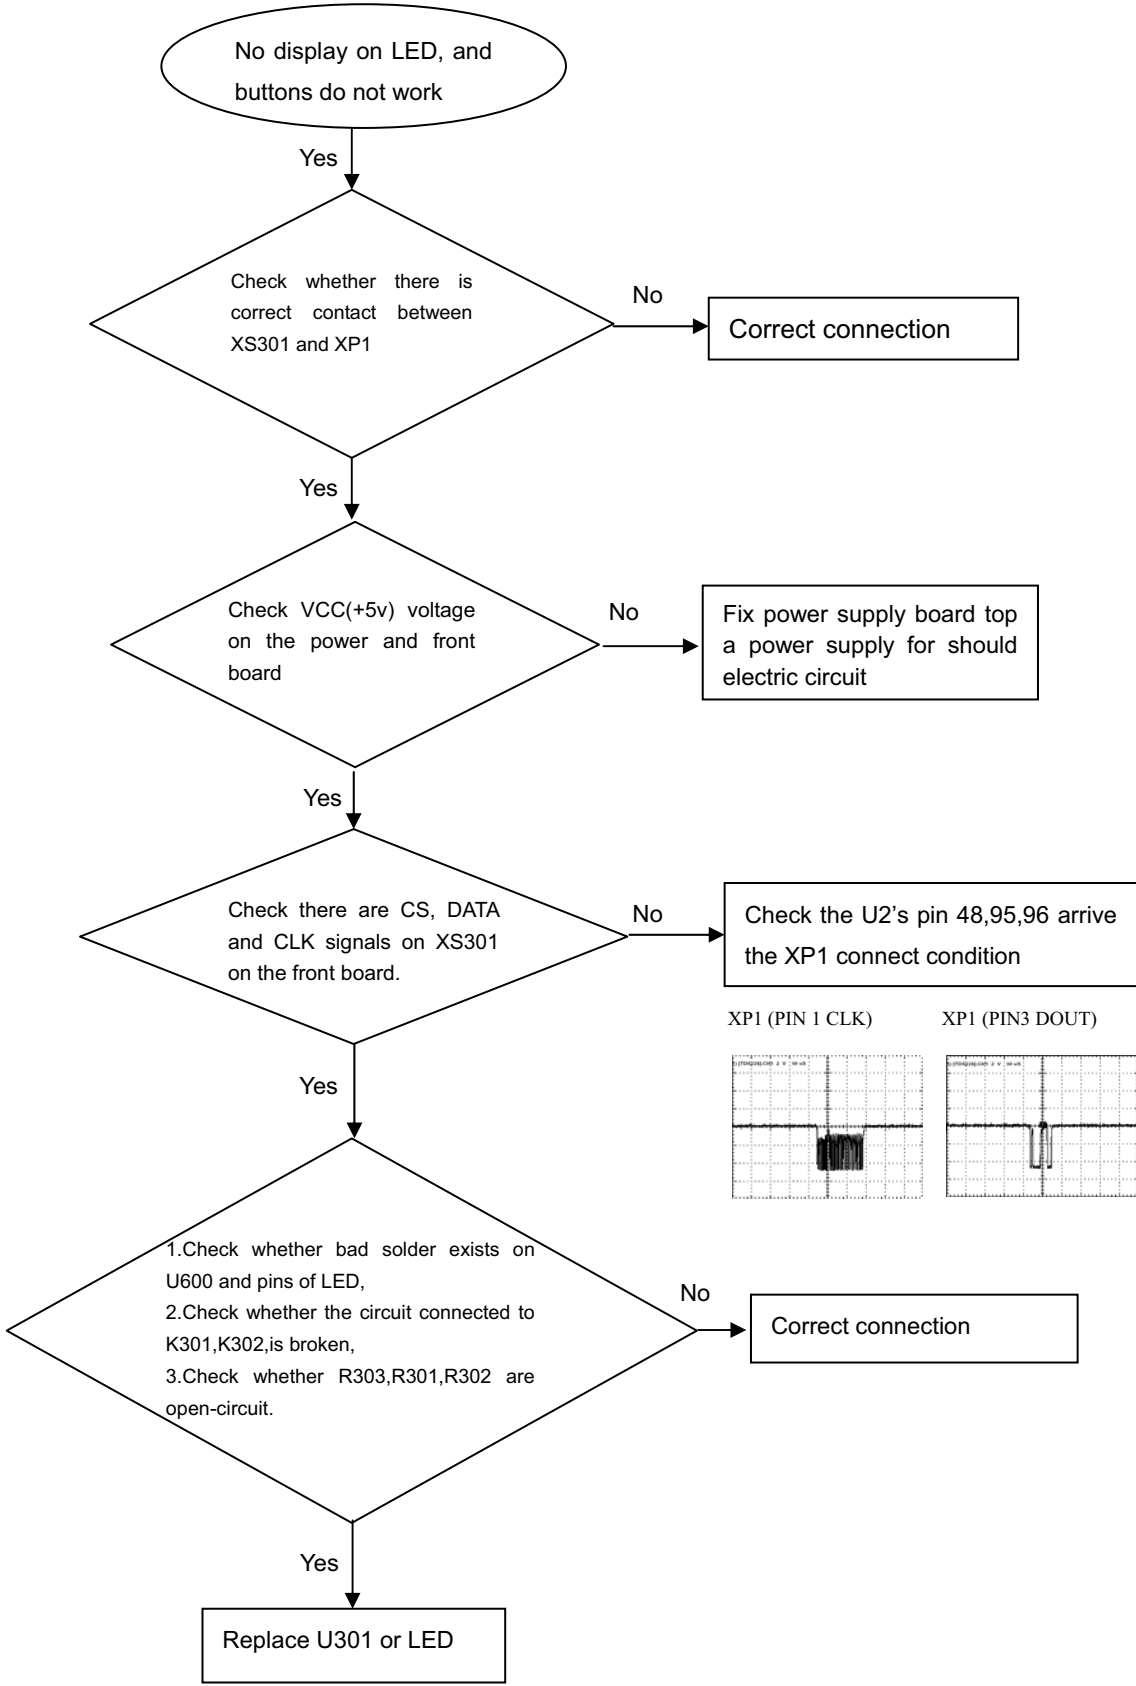 No display on LED, and
buttons do not work
Yes
Check whether there is
correct contact between
XS301 and XP1
No
Correct connection
Yes
Check VCC(+5v) voltage
on the power and front
board
No
Fix power supply board top
a power supply for should
electric circuit
Yes
Check there are CS, DATA
and CLK signals on XS301
on the front board.
No
Check the U2's pin 48,95,96 arrive
the XP1 connect condition
XP1 (PIN 1 CLK)
XP1 (PIN3 DOUT)
Yes
1.Check whether bad solder exists on
U600 and pins of LED,
2.Check whether the circuit connected to
K301,K302,is broken,
3.Check whether R303,R301,R302 are
open-circuit.
No
Correct connection
Yes
Replace U301 or LED